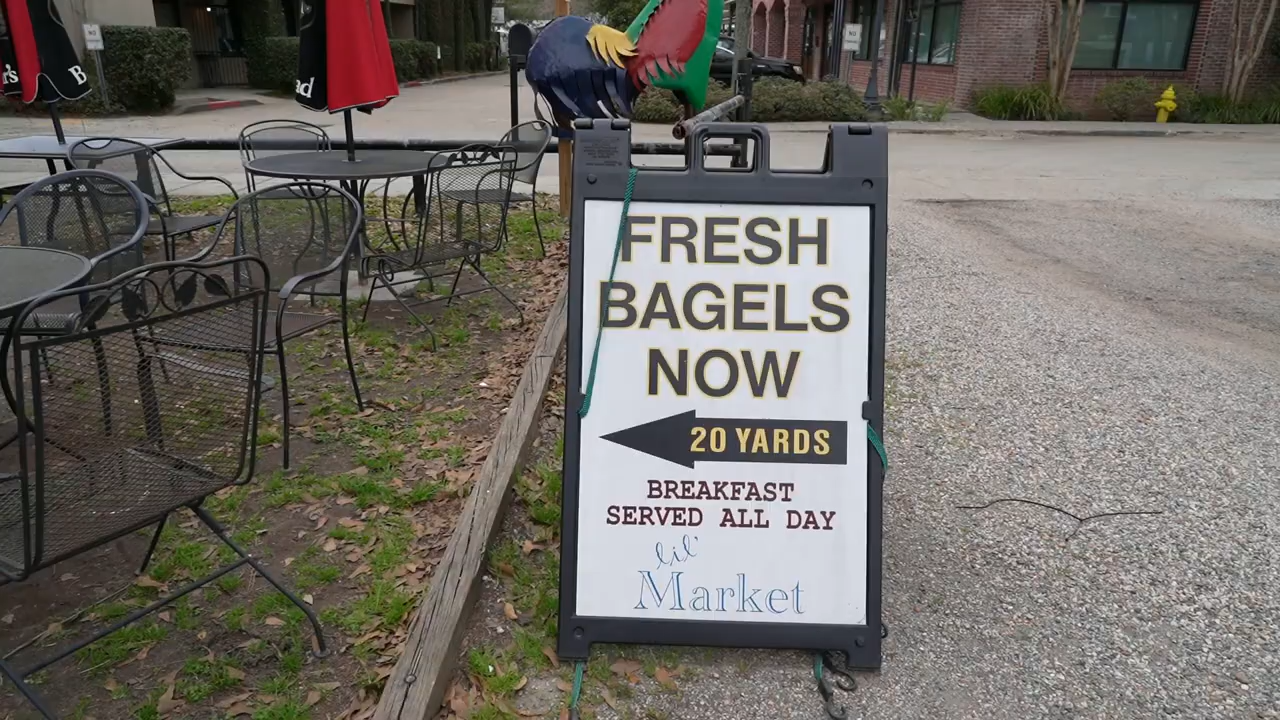 FRESH
BAGELS
NOW
20 YARDS
BREAKFAST
SERVED ALL DAY
lil'
Market